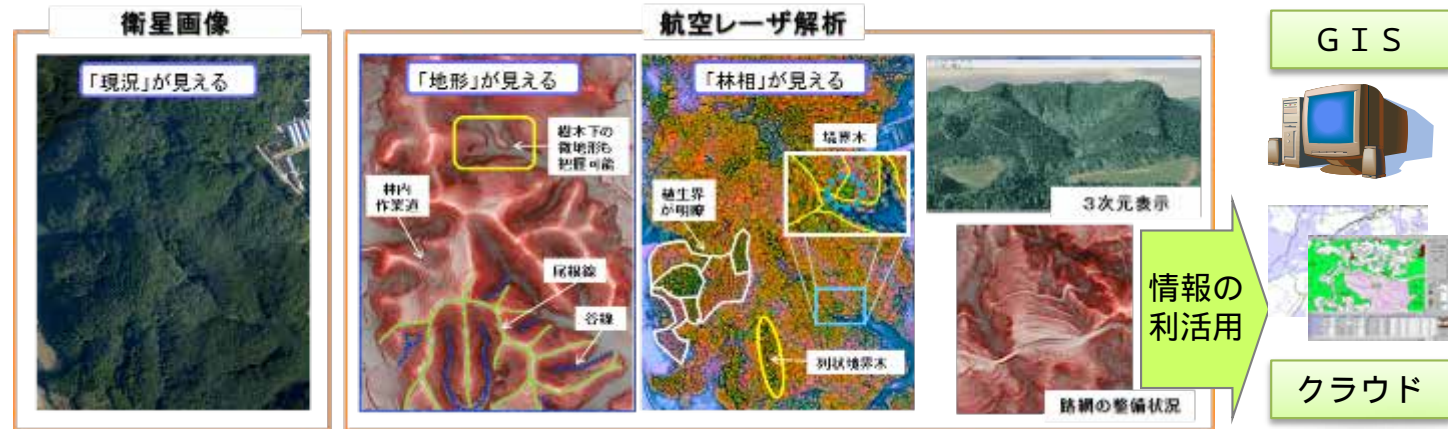 衛星画像
「現況」が見える
航空レーザ解析
「地形」が見える
樹木下の
微地形も
把握可能
林内
作業道
尾根線
谷線
「林相」が見える
境界木
植生界
が明瞭
列状境界木
3次元表示
路網の整備状況
情報の
利活用
ＧＩＳ
クラウド